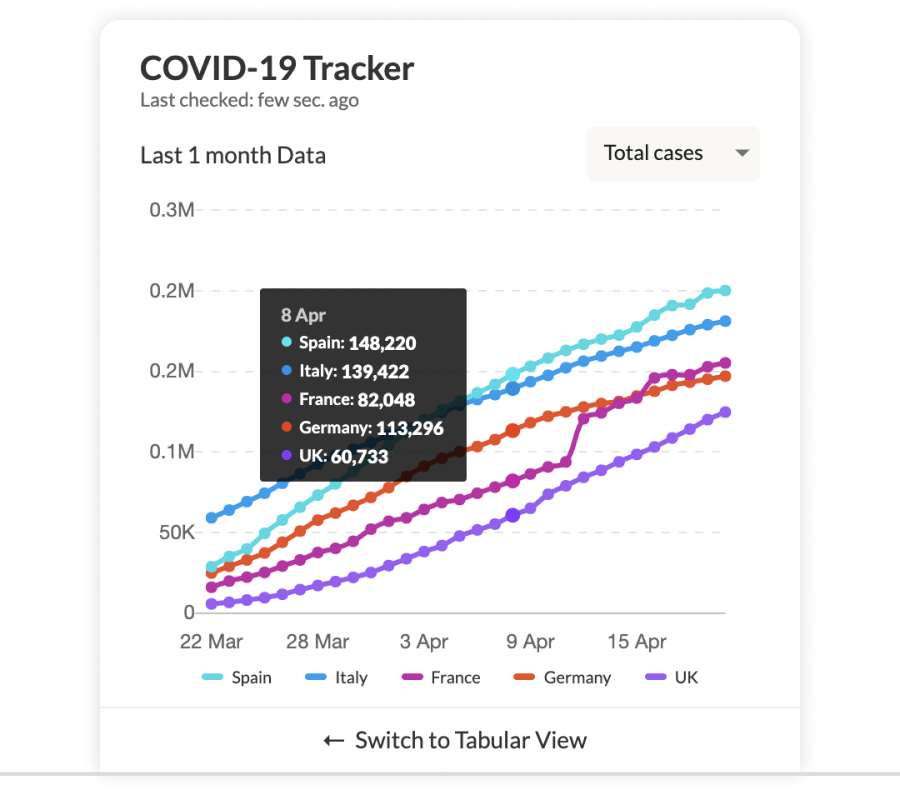 COVID-19 Tracker
Last checked: few sec. ago
Last 1 month Data
Total cases
0.3M
0.2M
0.2M
0.1M
50K
0
8 Apr
Spain: 148,220
Italy: 139,422
France: 82,048
Germany: 113,296
UK: 60,733
22 Mar 28 Mar 3 Apr 9 Apr 15 Apr
Spain Italy France Germany UK
← Switch to Tabular View